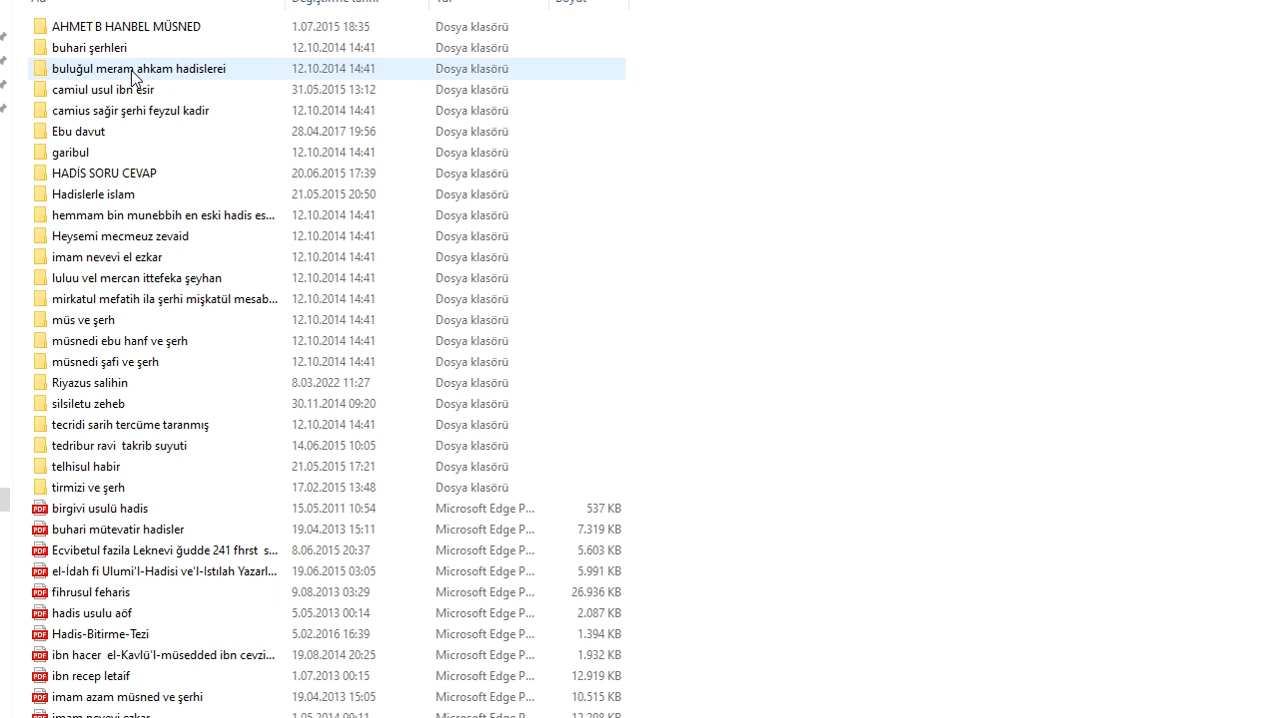 AHMET B HANBEL MÜSNED 1.07.2015 18:35 Dosya klasörü
buhari şerhleri 12.10.2014 14:41 Dosya klasörü
buluğul meram ahkam hadislerei 12.10.2014 14:41 Dosya klasörü
camiul usul ibn esir 31.05.2015 13:12 Dosya klasörü
camius sağir şerhi feyzul kadir 12.10.2014 14:41 Dosya klasörü
Ebu davut 28.04.2017 19:56 Dosya klasörü
garibul 12.10.2014 14:41 Dosya klasörü
HADİS SORU CEVAP 20.06.2015 17:39 Dosya klasörü
Hadislerle islam 21.05.2015 20:50 Dosya klasörü
hemmam bin munebbih en eski hadis es... 12.10.2014 14:41 Dosya klasörü
Heysemi mecmeuz zevaid 12.10.2014 14:41 Dosya klasörü
imam nevevi el ezkar 12.10.2014 14:41 Dosya klasörü
luluu vel mercan ittefeka şeyhan 12.10.2014 14:41 Dosya klasörü
mirkatul mefatih ila şerhi mişkatül mesab... 12.10.2014 14:41 Dosya klasörü
müs ve şerh 12.10.2014 14:41 Dosya klasörü
müsnedi ebu hanf ve şerh 12.10.2014 14:41 Dosya klasörü
müsnedi şafi ve şerh 12.10.2014 14:41 Dosya klasörü
Riyazus salihin 8.03.2022 11:27 Dosya klasörü
silsiletu zeheb 30.11.2014 09:20 Dosya klasörü
tecridi sarih tercüme taranmış 12.10.2014 14:41 Dosya klasörü
tedribur ravi takrib suyuti 14.06.2015 10:05 Dosya klasörü
telhisul habir 21.05.2015 17:21 Dosya klasörü
tirmizi ve şerh 17.02.2015 13:48 Dosya klasörü
birgivi usulü hadis 15.05.2011 10:54 Microsoft Edge P... 537 KB
buhari mütevatir hadisler 19.04.2013 15:11 Microsoft Edge P... 7.319 KB
Ecvibetul fazila Leknevi ğudde 241 fhrst s... 8.06.2015 20:37 Microsoft Edge P... 5.603 KB
el-İdah fi Ulumi'l-Hadisi ve'l-Istılah Yazarl... 19.06.2015 03:05 Microsoft Edge P... 5.991 KB
fihrusul feharis 9.08.2013 03:29 Microsoft Edge P... 26.936 KB
hadis usulu aöf 5.05.2013 00:14 Microsoft Edge P... 2.087 KB
Hadis-Bitirme-Tezi 5.02.2016 16:39 Microsoft Edge P... 1.394 KB
ibn hacer el-Kavlü'l-müsedded ibn cevzi... 19.08.2014 20:25 Microsoft Edge P... 1.932 KB
ibn recep letaif 1.07.2013 00:15 Microsoft Edge P... 12.919 KB
imam azam müsned ve şerhi 19.04.2013 15:05 Microsoft Edge P... 10.515 KB
imam nevevi ezkar 1.05.2014 09:11 Microsoft Edge P... 12.298 KB